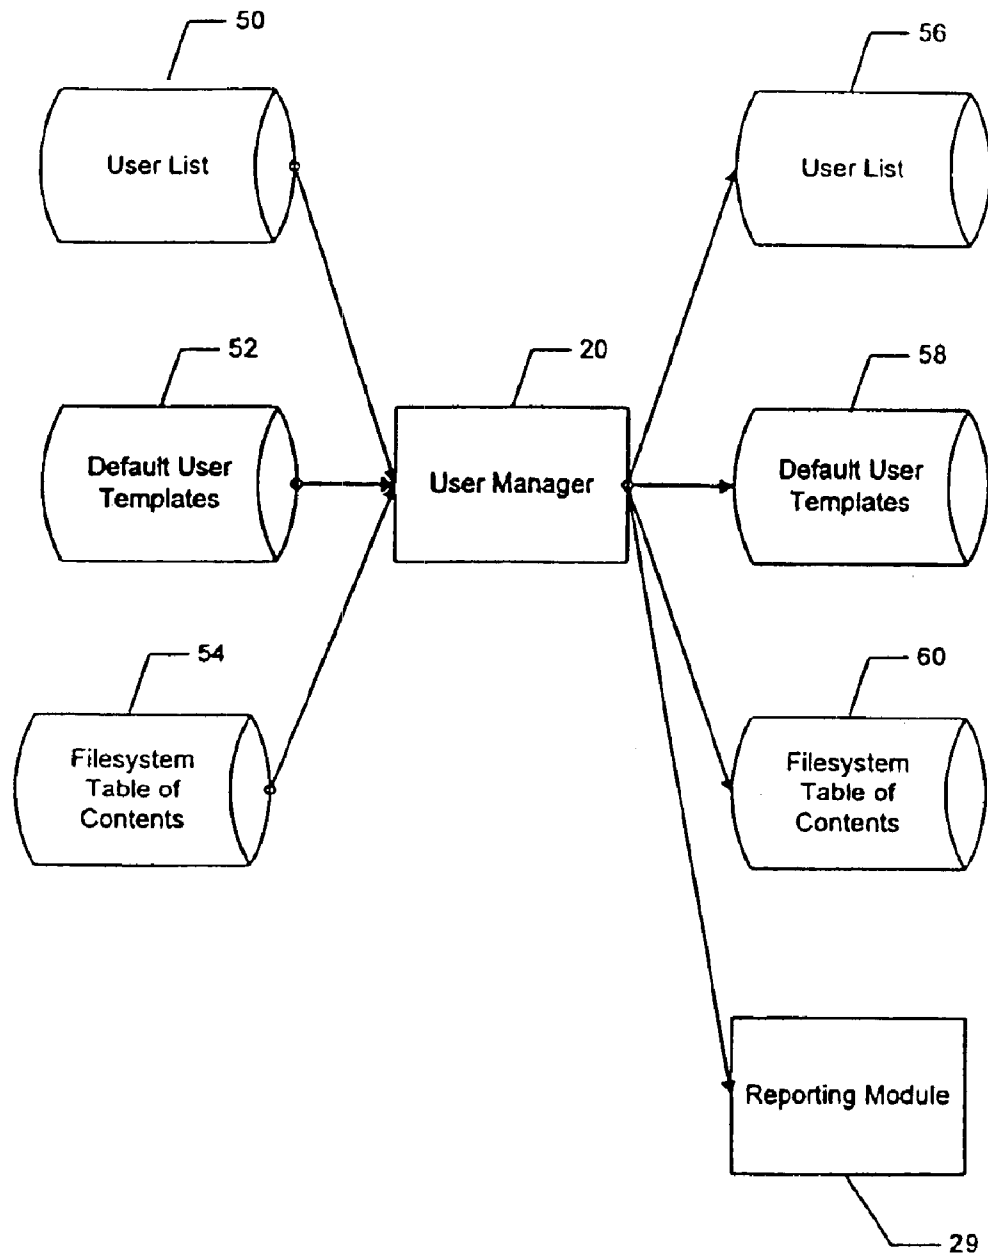 50
56
User List
User List
52
20
58
Default User
Templates
User Manager
Default User
Templates
54
60
Filesystem
Table of
Contents
Filesystem
Table of
Contents
Reporting Module
29